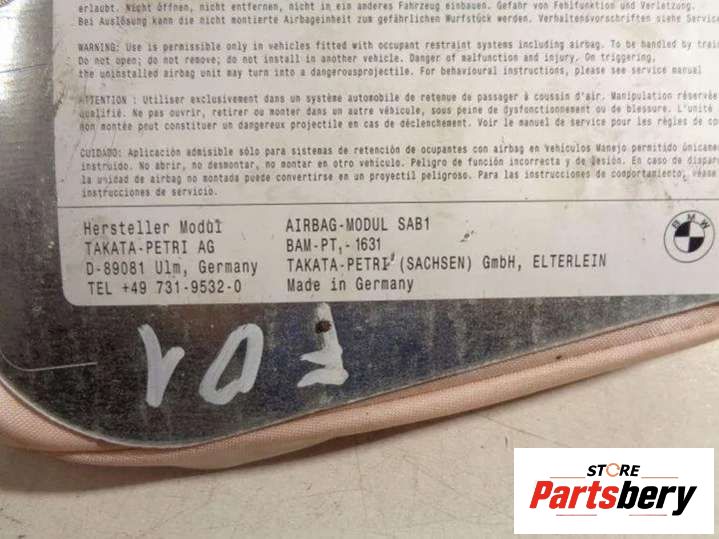 erlaubt. Nicht öffnen, nicht entfernen, nicht in ein anderes Fahrzeug einbauen. Gefahr von Fehlfunktion und Verletzung.
Bei Auslösung kann die nicht montierte Airbageinheit zum gefährlichen Wurfstück werden. Verhaltensvorschriften siehe Service
WARNING: Use is permissible only in vehicles fitted with occupant restraint systems including airbag. To be handled by trai
Do not open; do not remove; do not install in another vehicle. Danger of malfunction and injury. On triggering,
the uninstalled airbag unit may turn into a dangerousprojectile. For behavioural instructions, please see service manual
ATTENTION : Utiliser exclusivement dans un système automobile de retenue de passager à coussin d'air. Manipulation réservée
qualifié. Ne pas ouvrir, retirer ou monter dans un autre véhicule, sous peine de dysfonctionnement ou de blessure. L'unité
non montée peut constituer un dangereux projectile en cas de déclenchement. Voir le manuel de service pour les règles de co
CUIDADO: Aplicación admisible sólo para sistemas de retención de ocupantes con airbag en Vehículos Manejo permitido únicame
No abrir, no desmontar, no montar en otro vehículo. Peligro de función incorrecta y de lesión. En caso de dispar
la unidad de airbag no montada puede convertirse en un proyectil peligroso. Para las instrucciones de comportamiento, véase
instrucciones de servicio.
Hersteller Modul
TAKATA-PETRI AG
D-89081 Ulm, Germany
TEL +49 731-9532-0
AIRBAG-MODUL SAB1
BAM-PT,-1631
TAKATA-PETRI (SACHSEN) GmbH, ELTERLEIN
Made in Germany
BMW
F01
STORE
Partsbery